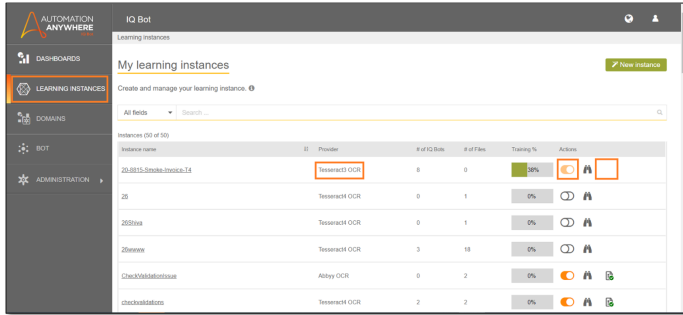 AUTOMATION
ANYWHERE
IQ Bot
Learning Instances
DASHBOARDS
LEARNING INSTANCES
DOMAINS
BOT
ADMINISTRATION
My learning instances
New instance
Create and manage your learning instance.
All fields
Search ...
Instances (50 of 50)
Instance name Provider # of IQ Bots # of Files Training % Actions
20-8815-Smoke-Invoice-T4 Tesseract3 OCR 8 0 38%
26 Tesseract4 OCR 0 1 0%
26Shiva Tesseract4 OCR 0 1 0%
26wwww Tesseract4 OCR 3 18 0%
CheckValidationIssue Abbyy OCR 0 2 0%
checkvalidations Tesseract4 OCR 2 2 0%